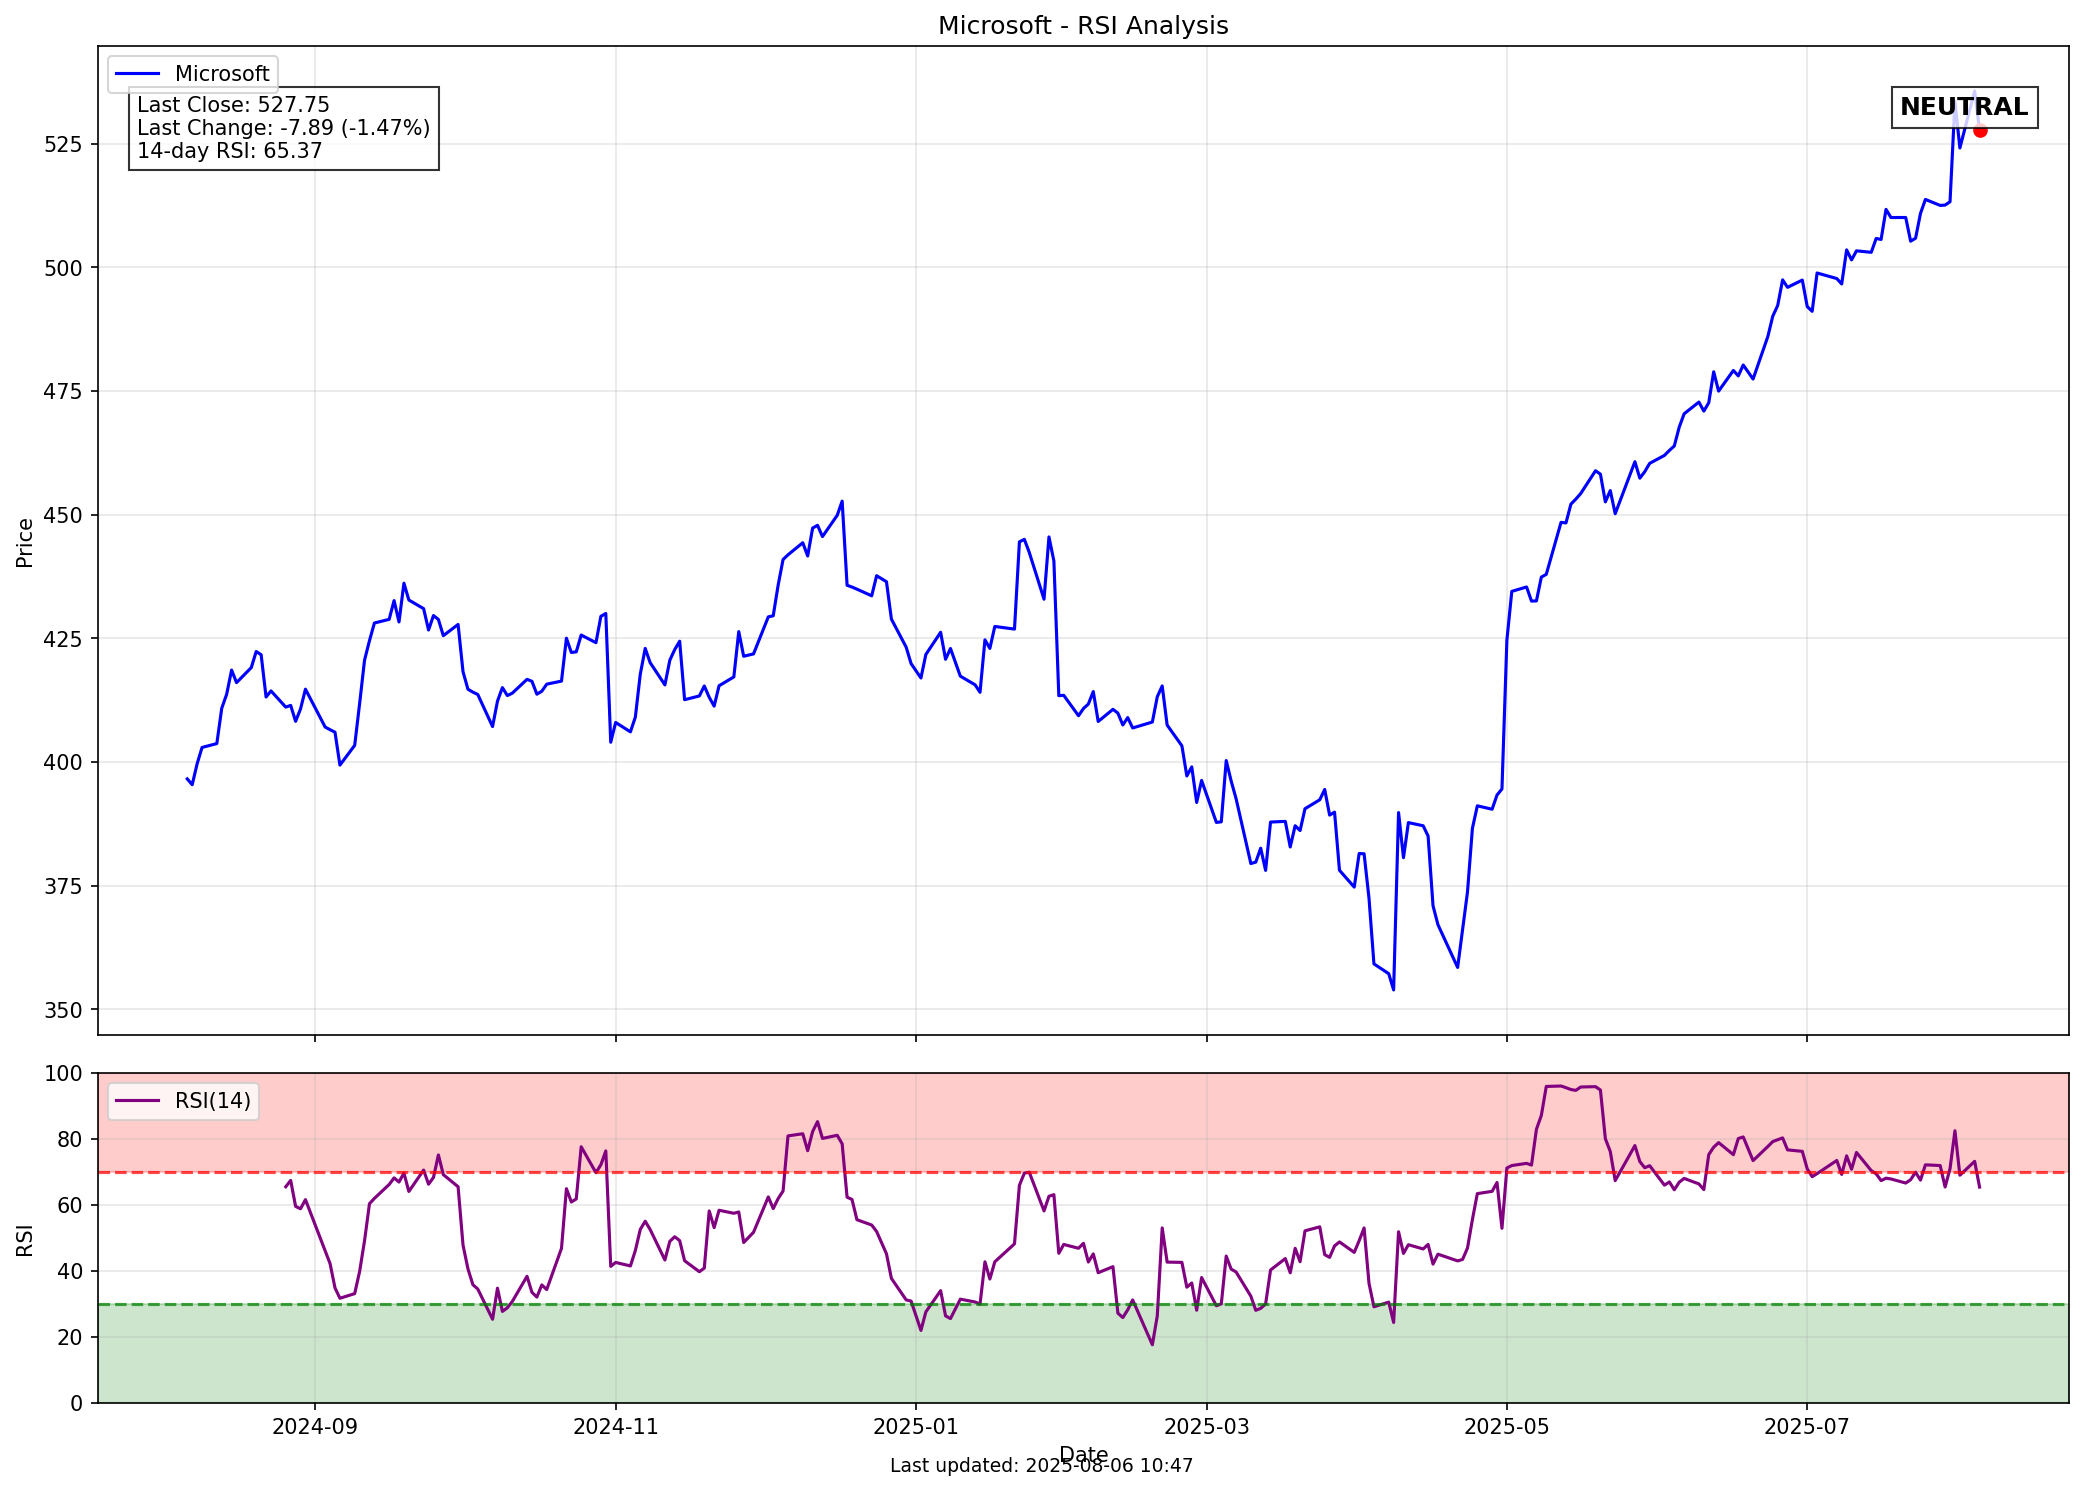 Microsoft - RSI Analysis
Microsoft
Last Close: 527.75
Last Change: -7.89 (-1.47%)
14-day RSI: 65.37
NEUTRAL
Price
525
500
475
450
425
400
375
350
RSI(14)
RSI
100
80
60
40
20
0
2024-09 2024-11 2025-01 2025-03 2025-05 2025-07
Date
Last updated: 2025-08-06 10:47